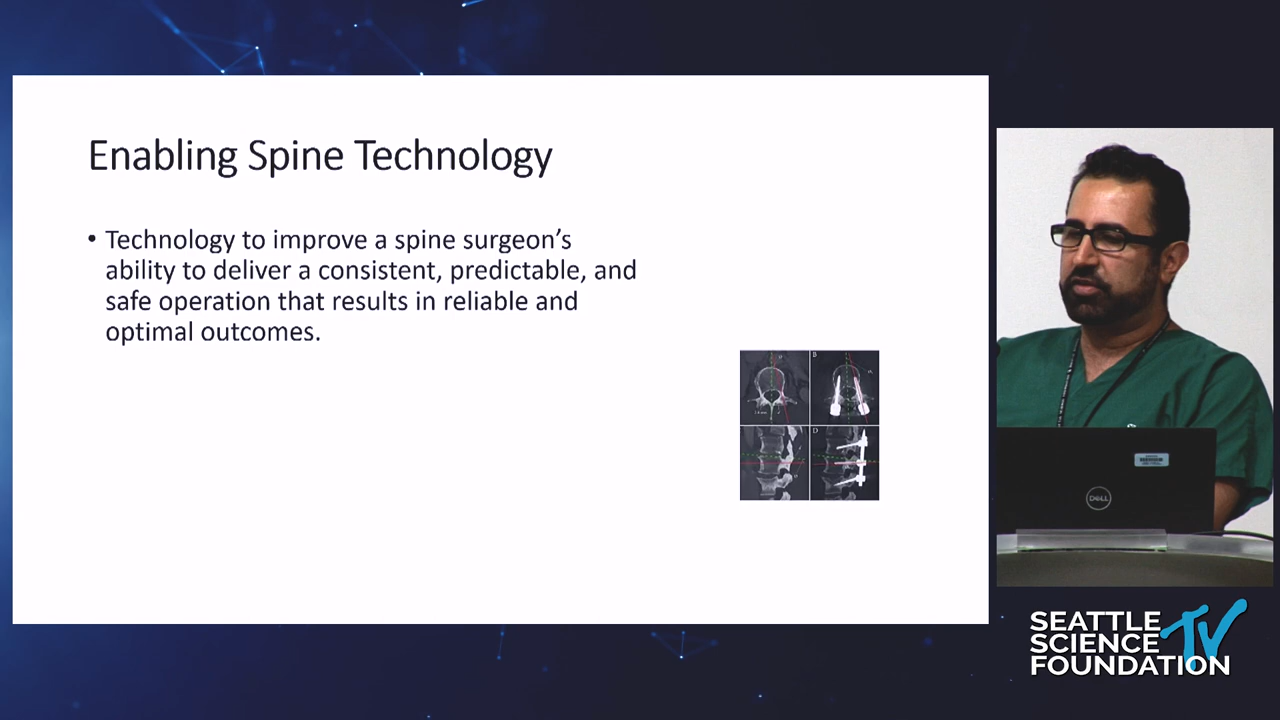 Enabling Spine Technology
• Technology to improve a spine surgeon’s
ability to deliver a consistent, predictable, and
safe operation that results in reliable and
optimal outcomes.
B
D
DELL
SEATTLE
SCIENCE
FOUNDATION
TV